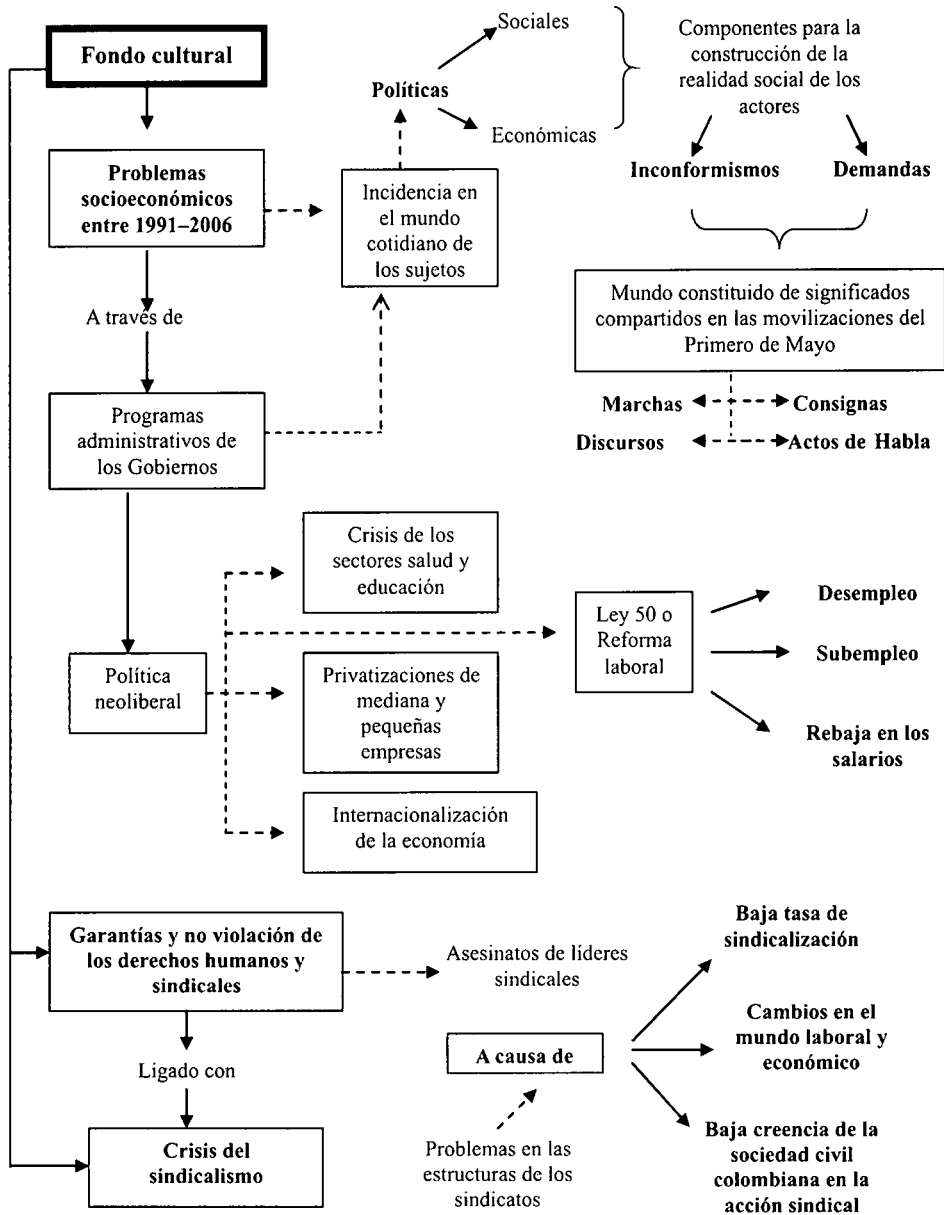 Fondo cultural
Sociales
Políticas
Económicas
Componentes para la
construcción de la
realidad social de los
actores
Inconformismos
Demandas
Problemas
socioeconómicos
entre 1991–2006
Incidencia en
el mundo
cotidiano de
los sujetos
Mundo constituido de significados
compartidos en las movilizaciones del
Primero de Mayo
Marchas
Consignas
Discursos
Actos de Habla
A través de
Programas
administrativos de
los Gobiernos
Política
neoliberal
Crisis de los
sectores salud y
educación
Privatizaciones de
mediana y
pequeñas
empresas
Internacionalización
de la economía
Ley 50 o
Reforma
laboral
Desempleo
Subempleo
Rebaja en los
salarios
Garantías y no violación de
los derechos humanos y
sindicales
Asesinatos de líderes
sindicales
Ligado con
Crisis del
sindicalismo
A causa de
Problemas en las
estructuras de los
sindicatos
Baja tasa de
sindicalización
Cambios en el
mundo laboral y
económico
Baja creencia de la
sociedad civil
colombiana en la
acción sindical